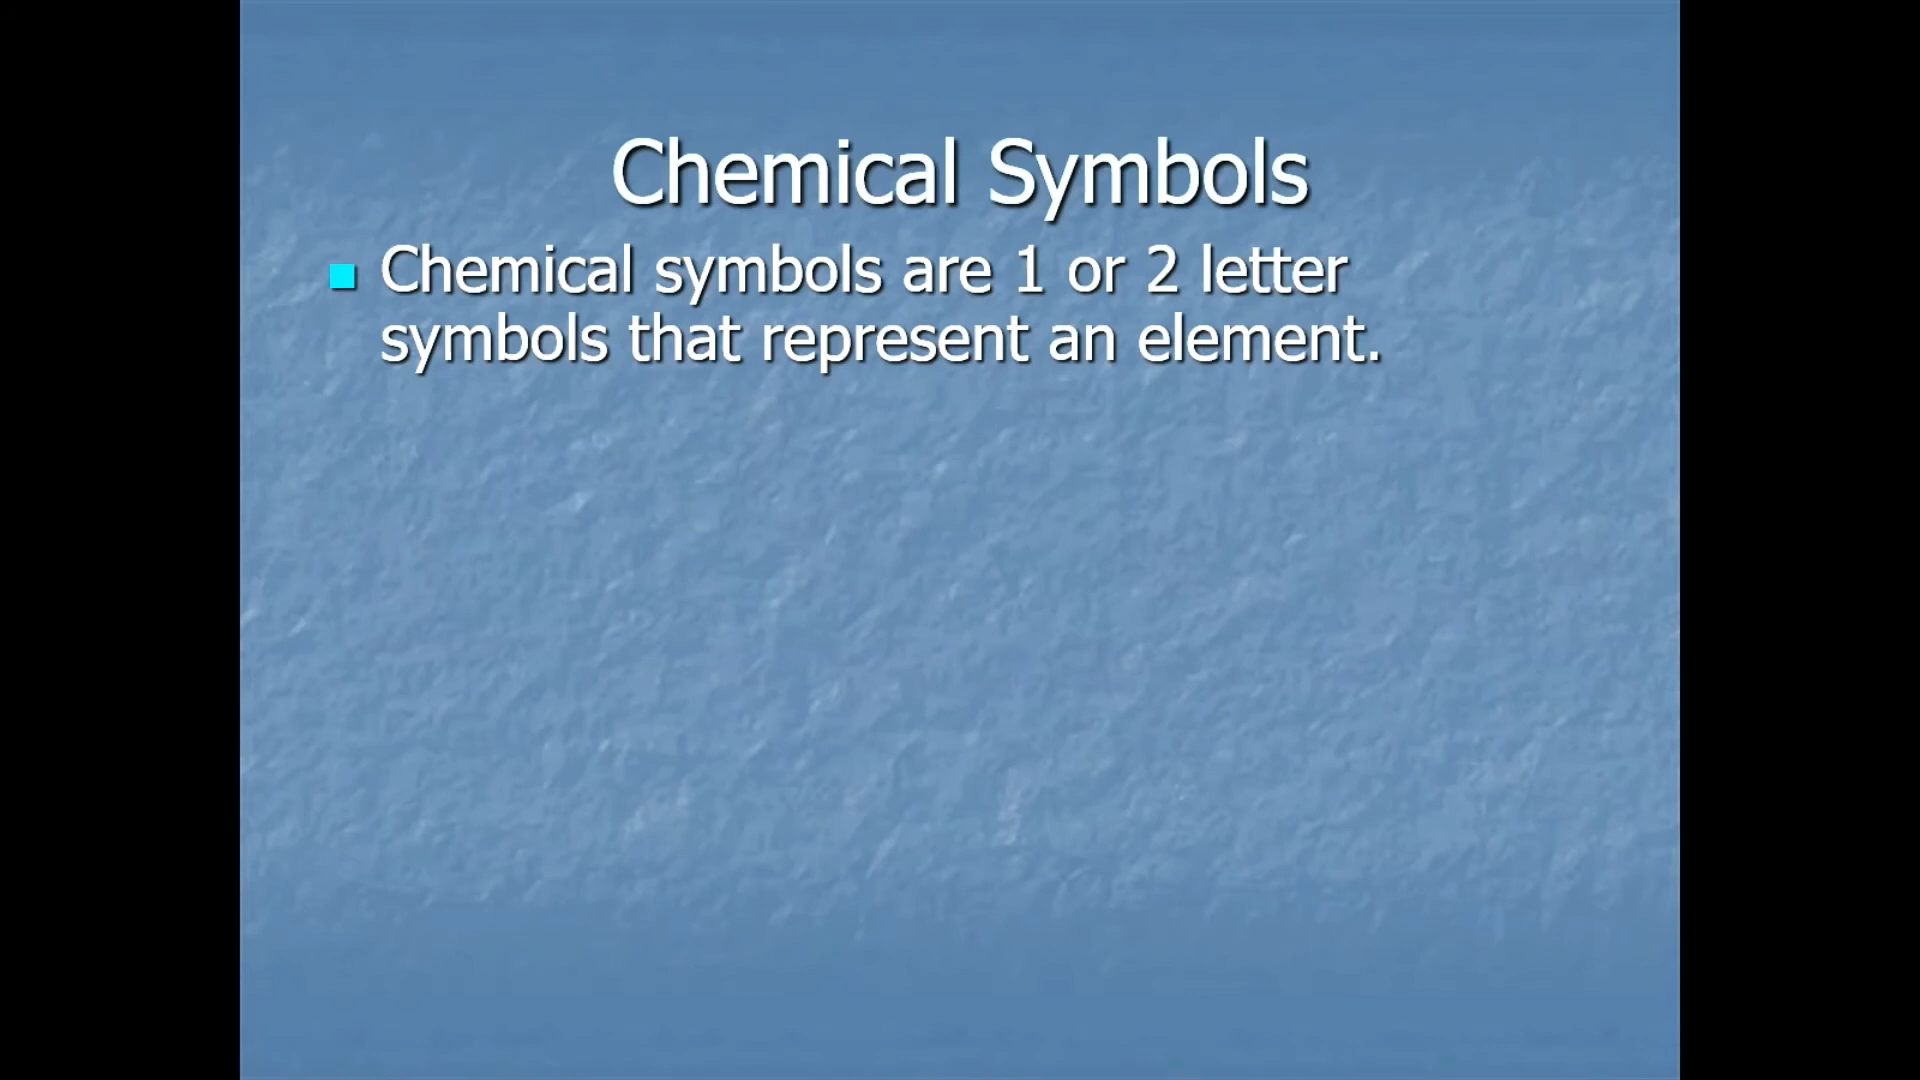 Chemical Symbols
Chemical symbols are 1 or 2 letter
symbols that represent an element.